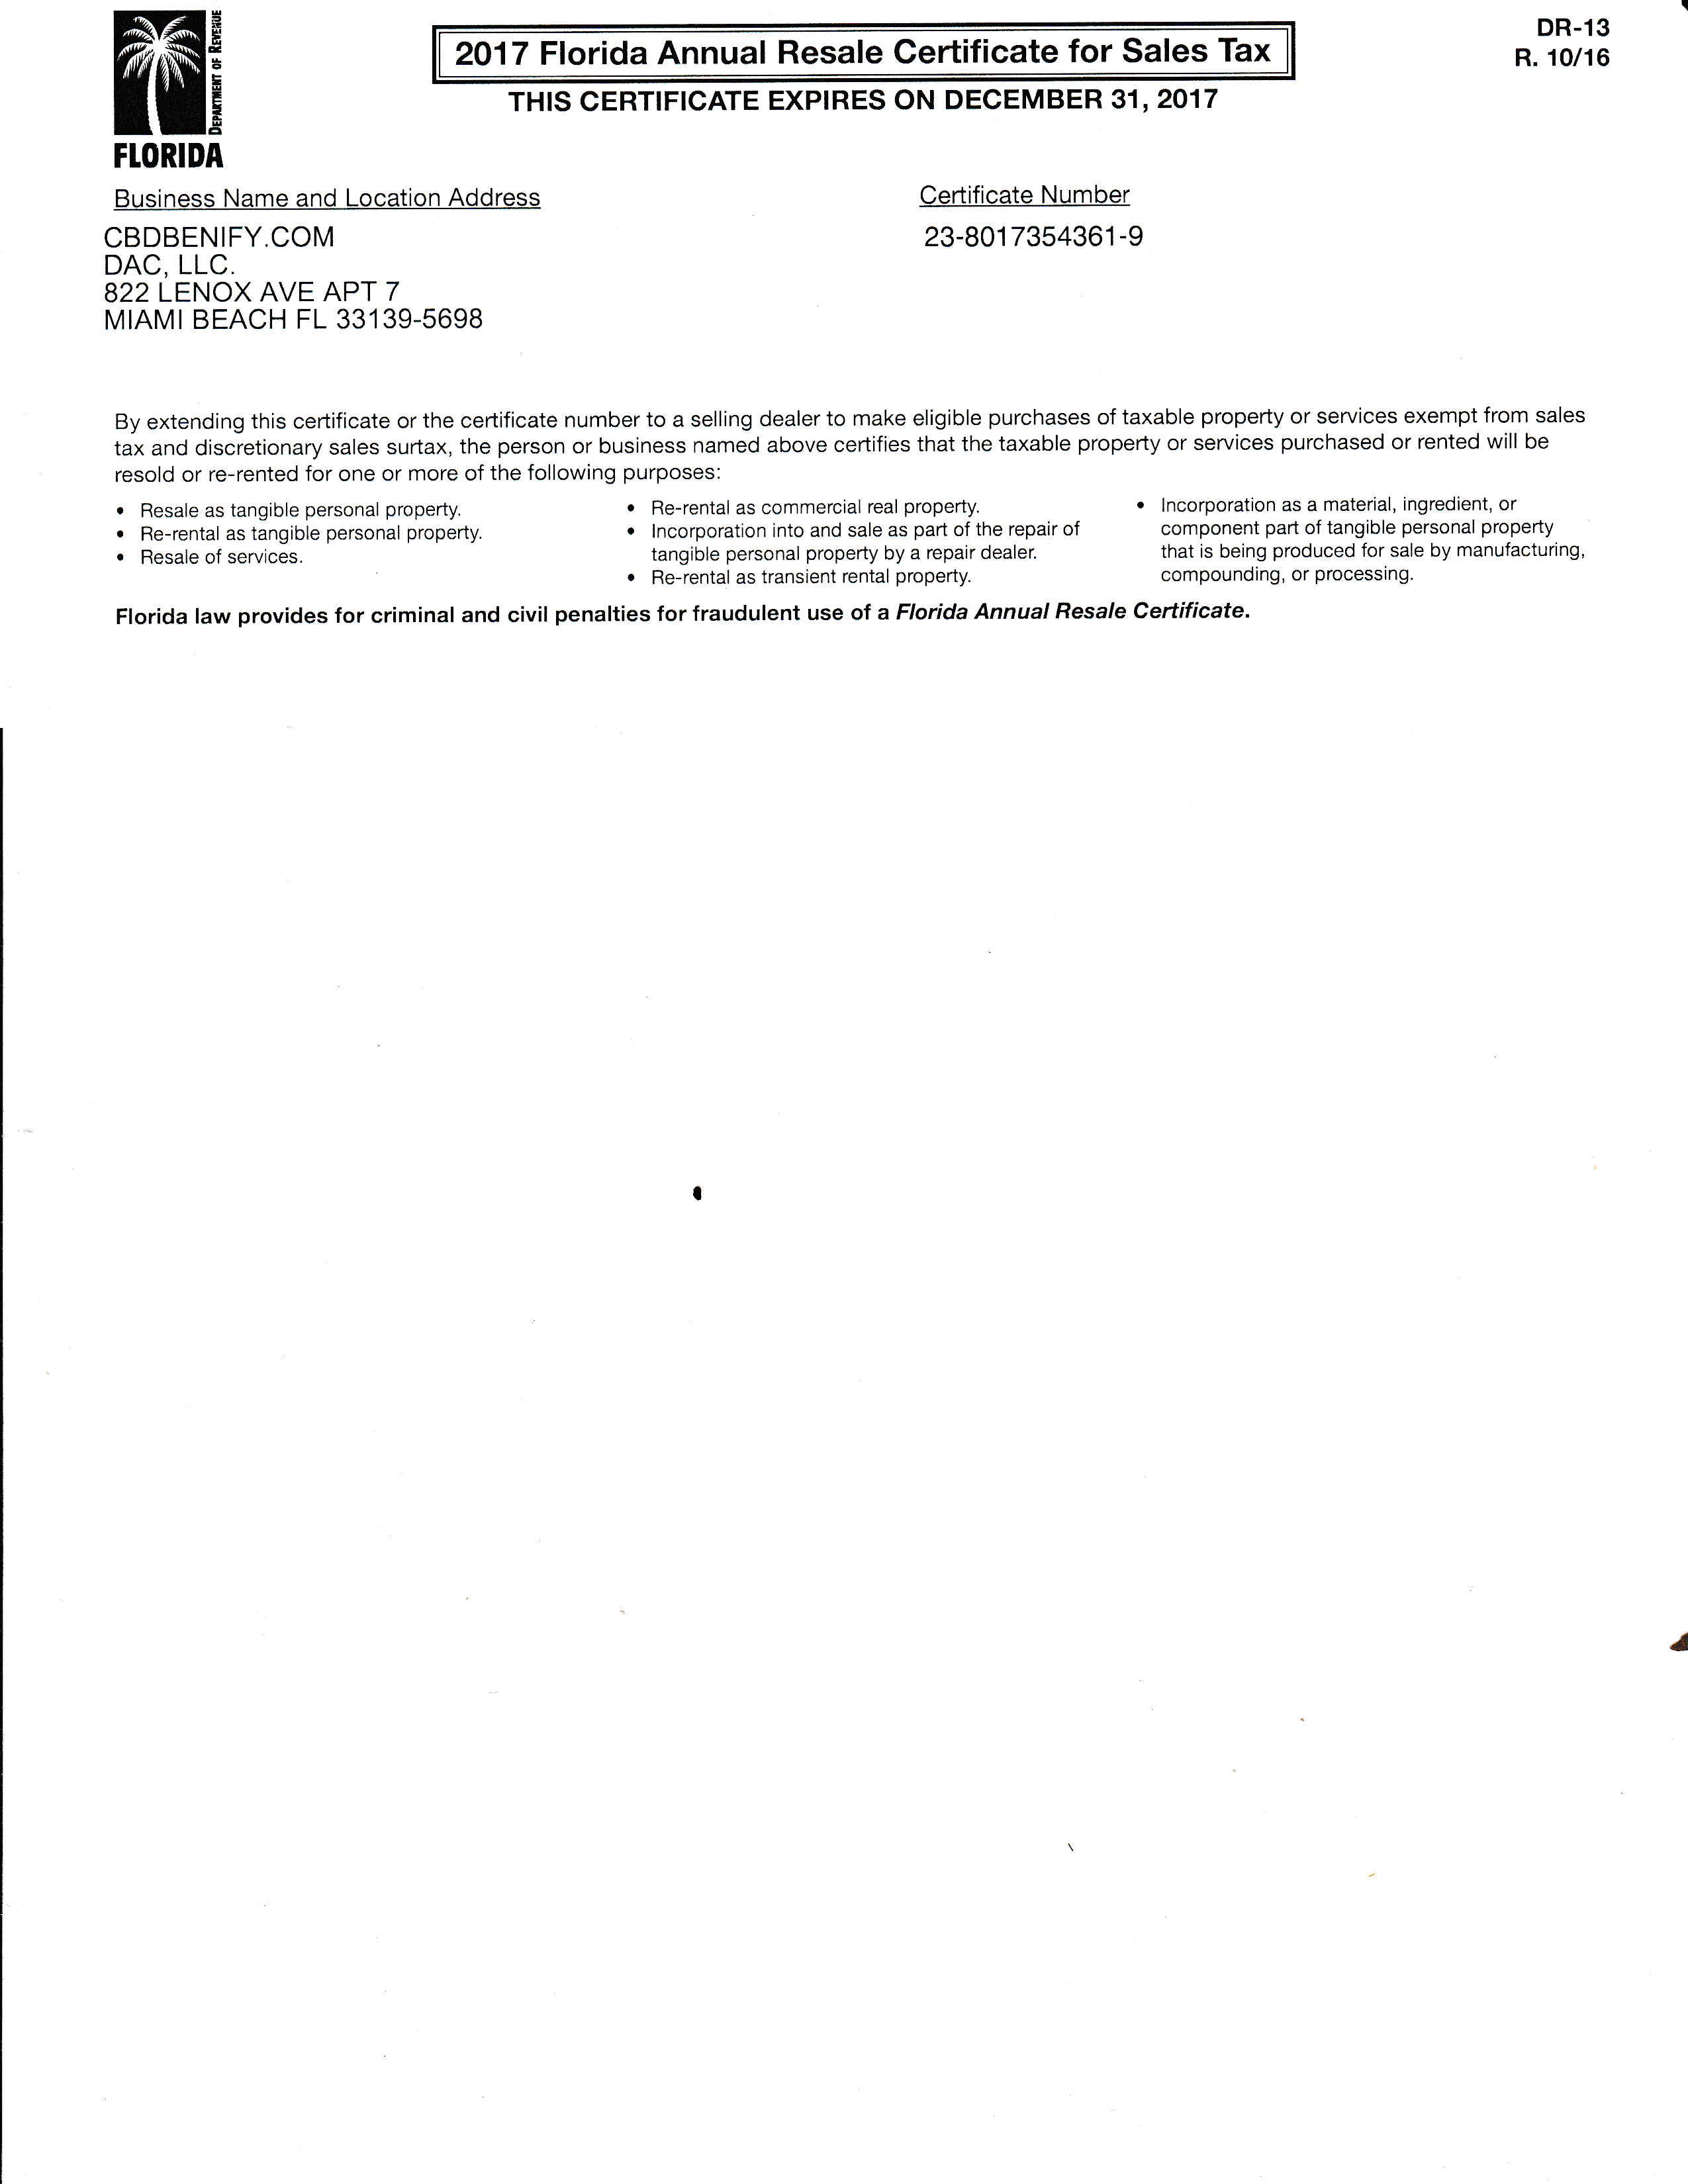 DEPARTMENT OF REVENUE
FLORIDA
2017 Florida Annual Resale Certificate for Sales Tax
THIS CERTIFICATE EXPIRES ON DECEMBER 31, 2017
DR-13
R. 10/16
Business Name and Location Address
CBDBENIFY.COM
DAC, LLC.
822 LENOX AVE APT 7
MIAMI BEACH FL 33139-5698
Certificate Number
23-8017354361-9
By extending this certificate or the certificate number to a selling dealer to make eligible purchases of taxable property or services exempt from sales
tax and discretionary sales surtax, the person or business named above certifies that the taxable property or services purchased or rented will be
resold or re-rented for one or more of the following purposes:
• Resale as tangible personal property.
• Re-rental as tangible personal property.
• Resale of services.
• Re-rental as commercial real property.
• Incorporation into and sale as part of the repair of
tangible personal property by a repair dealer.
• Re-rental as transient rental property.
• Incorporation as a material, ingredient, or
component part of tangible personal property
that is being produced for sale by manufacturing,
compounding, or processing.
Florida law provides for criminal and civil penalties for fraudulent use of a Florida Annual Resale Certificate.